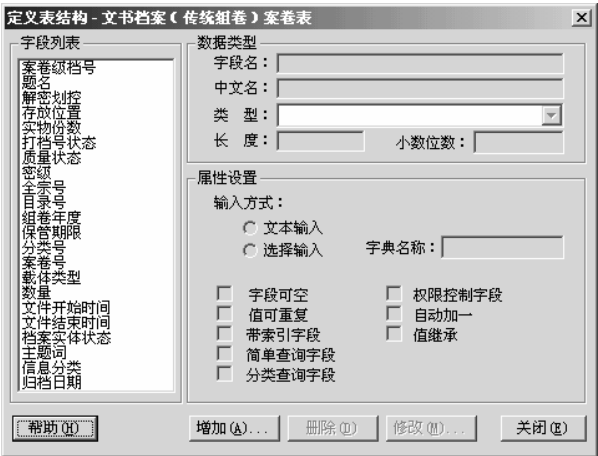 定义表结构 - 文书档案(传统组卷)案卷表
字段列表
案卷级档号
题名
解密划控
存放位置
实物份数
打档号状态
质量状态
密级
全宗号
目录号
组卷年度
保管期限
分类号
案卷号
载体类型
数量
文件开始时间
文件结束时间
档案实体状态
主题词
信息分类
归档日期
数据类型
字段名:
中文名:
类 型:
长 度: 小数位数:
属性设置
输入方式:
文本输入
选择输入 字典名称:
字段可空 权限控制字段
值可重复 自动加一
带索引字段 值继承
简单查询字段
分类查询字段
帮助(H) 增加(A)... 删除(D) 修改(M)... 关闭(E)